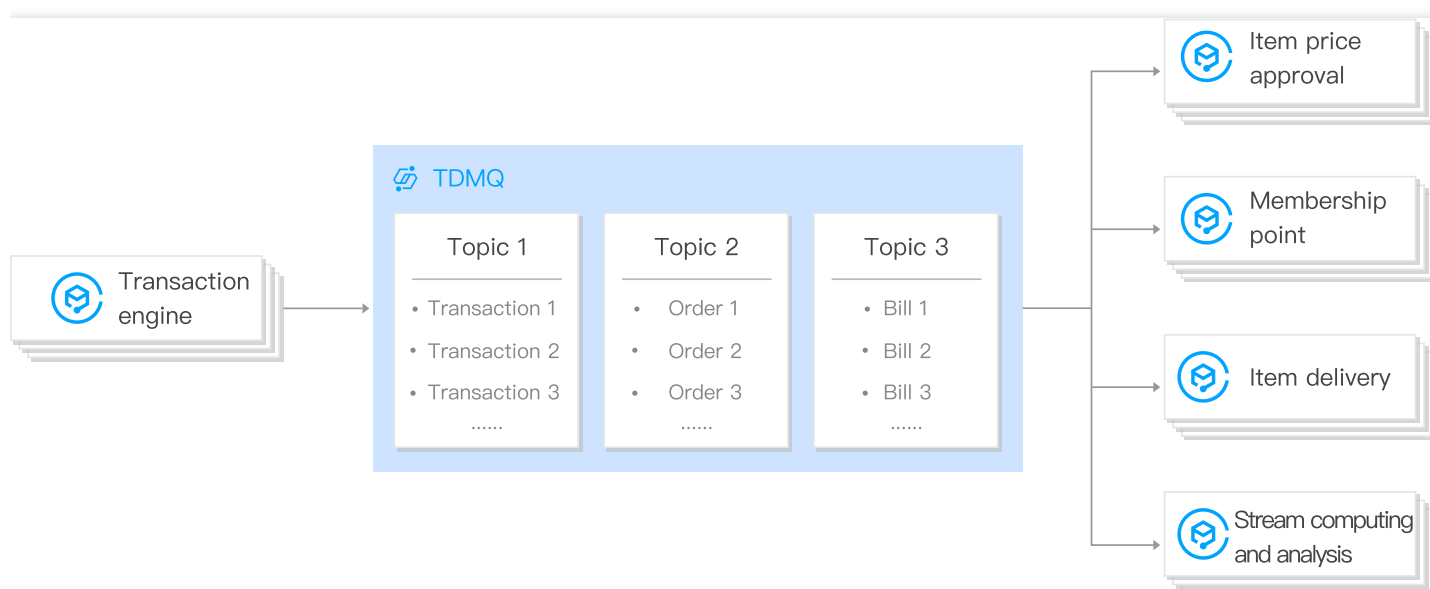 Transaction
engine
TDMQ
Topic 1
• Transaction 1
• Transaction 2
• Transaction 3
......
Topic 2
• Order 1
• Order 2
• Order 3
......
Topic 3
• Bill 1
• Bill 2
• Bill 3
......
Item price
approval
Membership
point
Item delivery
Stream computing
and analysis